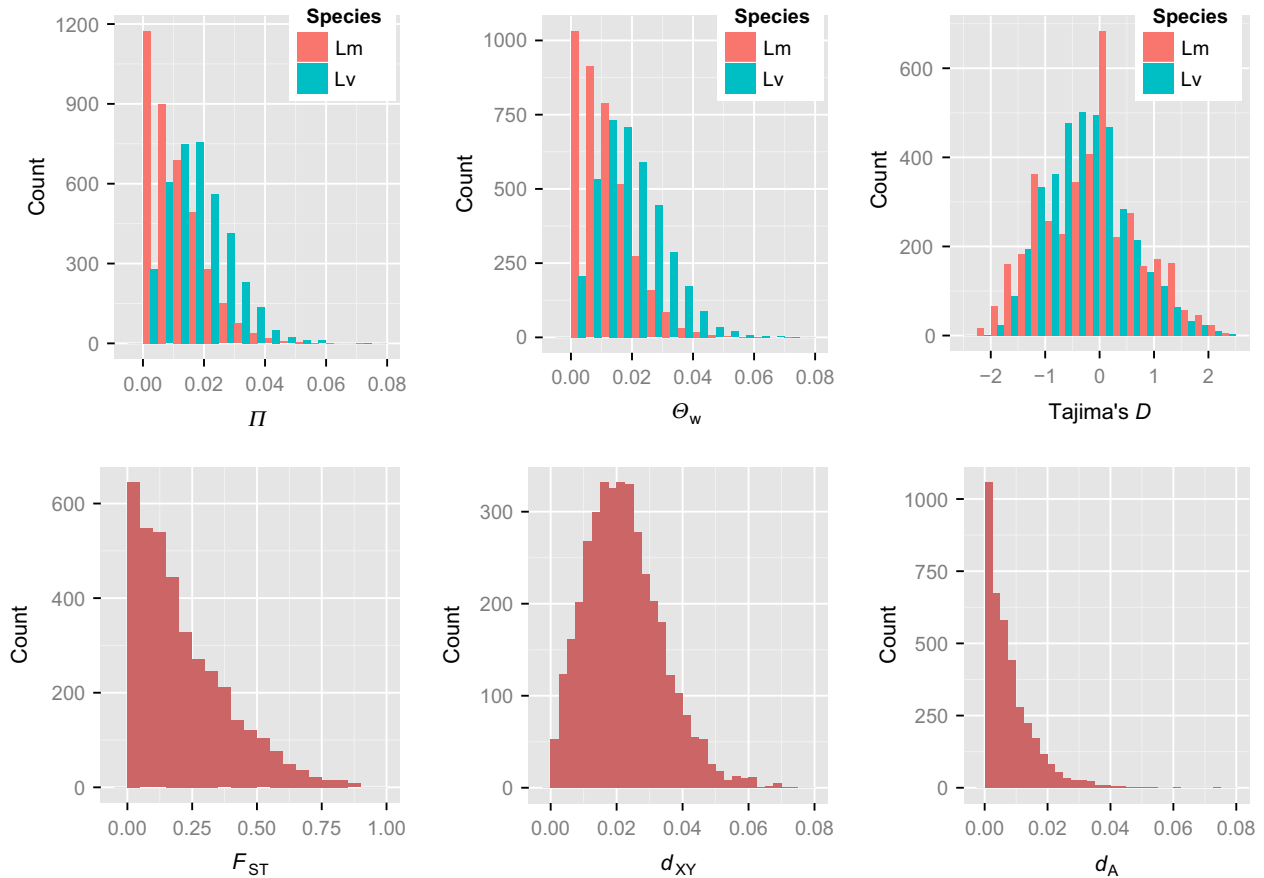 Species
Lm
Lv
Count
1200
900
600
300
0
0.00 0.02 0.04 0.06 0.08
Π
Species
Lm
Lv
Count
1000
750
500
250
0
0.00 0.02 0.04 0.06 0.08
Θw
Species
Lm
Lv
Count
600
400
200
0
−2 −1 0 1 2
Tajima's D
Count
600
400
200
0
0.00 0.25 0.50 0.75 1.00
FST
Count
300
200
100
0
0.00 0.02 0.04 0.06 0.08
dXY
Count
1000
750
500
250
0
0.00 0.02 0.04 0.06 0.08
dA